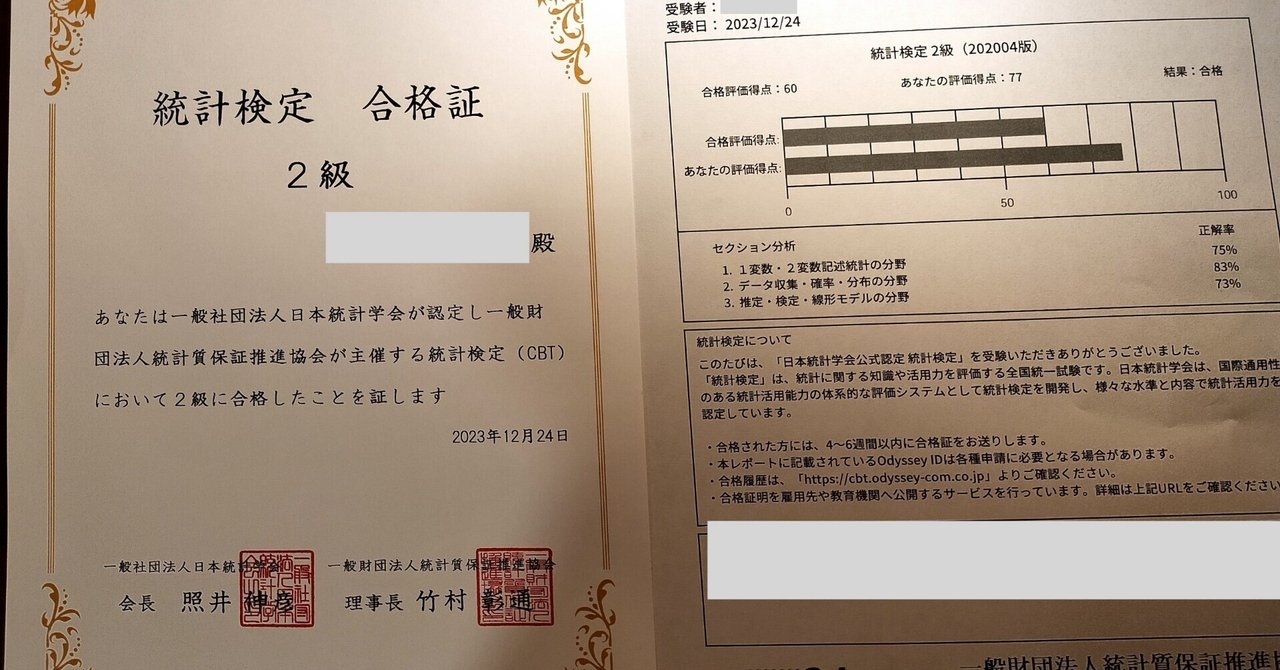 統計検定　合格証
２級
殿
あなたは一般社団法人日本統計学会が認定し一般財
団法人統計質保証推進協会が主催する統計検定（CBT）
において２級に合格したことを証します
2023年12月24日
一般社団法人日本統計学会
会長　照井 伸彦
一般財団法人統計質保証推進協会
理事長 竹村 彰通
受験者：
受験日： 2023/12/24
統計検定 2級（202004版）
合格評価得点：60
あなたの評価得点：77
結果：合格
合格評価得点:
あなたの評価得点:
0
50
100
セクション分析
正解率
1. １変数・２変数記述統計の分野
75%
2. データ収集・確率・分布の分野
83%
3. 推定・検定・線形モデルの分野
73%
統計検定について
このたびは、「日本統計学会公式認定 統計検定」を受験いただきありがとうございました。
「統計検定」は、統計に関する知識や活用力を評価する全国統一試験です。日本統計学会は、国際通用性
のある統計活用能力の体系的な評価システムとして統計検定を開発し、様々な水準と内容で統計活用力を
認定しています。
・合格された方には、4～6週間以内に合格証をお送りします。
・本レポートに記載されているOdyssey IDは各種申請に必要となる場合があります。
・合格履歴は、「https://cbt.odyssey-com.co.jp」よりご確認ください。
・合格証明を雇用先や教育機関へ公開するサービスを行っています。詳細は上記URLをご確認ください
一般財団法人統計質保証推進